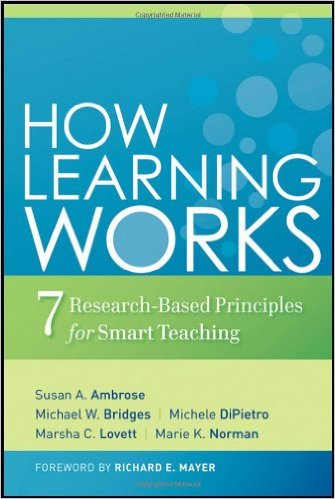 HOW
LEARNING
WORKS
7 Research-Based Principles
for Smart Teaching
Susan A. Ambrose
Michael W. Bridges | Michele DiPietro
Marsha C. Lovett | Marie K. Norman
FOREWORD BY RICHARD E. MAYER